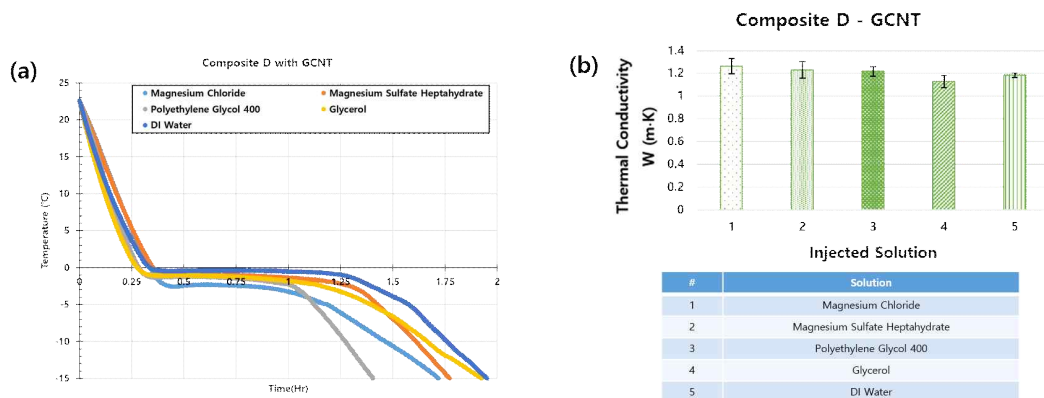 (a)
Composite D with GCNT
Magnesium Chloride
Magnesium Sulfate Heptahydrate
Polyethylene Glycol 400
Glycerol
DI Water
Temperature (℃)
25
20
15
10
5
0
-5
-10
-15
0
0.25
0.5
0.75
1
1.25
1.5
1.75
2
Time(Hr)
(b)
Composite D - GCNT
Thermal Conductivity
W (m·K)
1.4
1.2
1
0.8
0.6
0.4
0.2
0
1 2 3 4 5
Injected Solution
# Solution
1 Magnesium Chloride
2 Magnesium Sulfate Heptahydrate
3 Polyethylene Glycol 400
4 Glycerol
5 DI Water